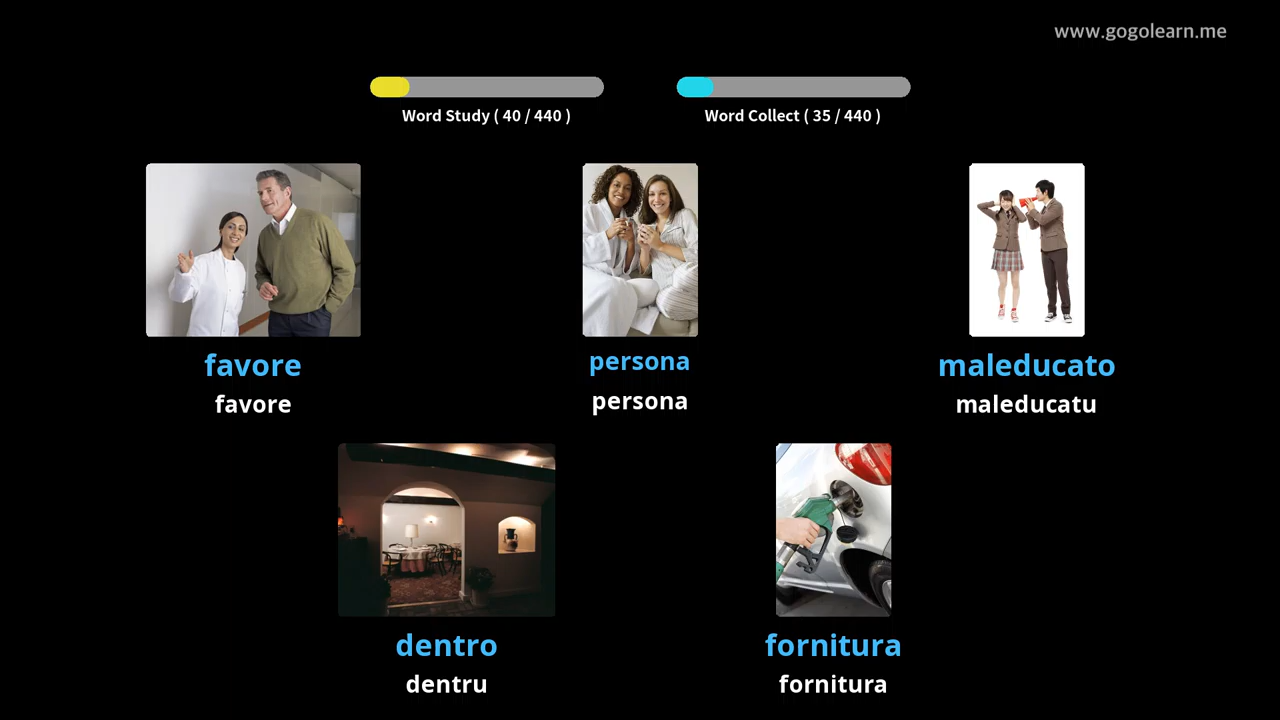 www.gogolearn.me
Word Study ( 40 / 440 )
Word Collect ( 35 / 440 )
favore
favore
persona
persona
maleducato
maleducatu
dentro
dentru
fornitura
fornitura